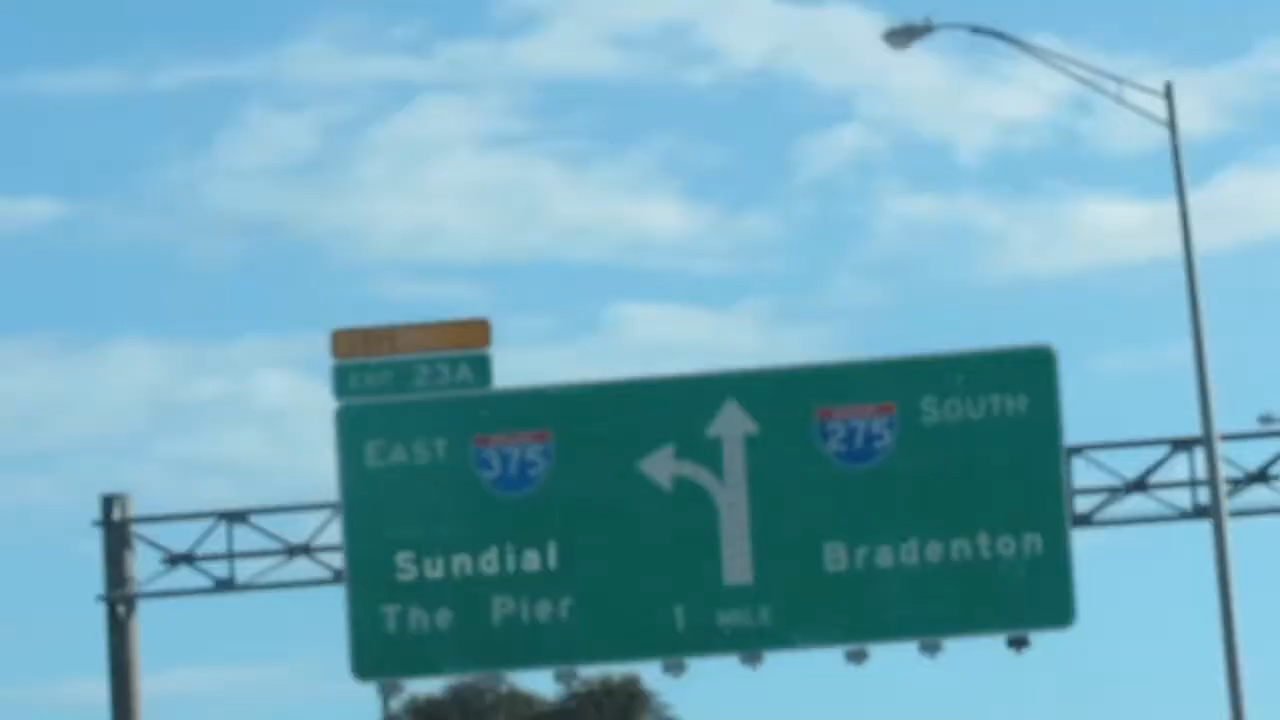 EXIT 23A
EAST 375
Sundial
The Pier
1 MILE
275 SOUTH
Bradenton